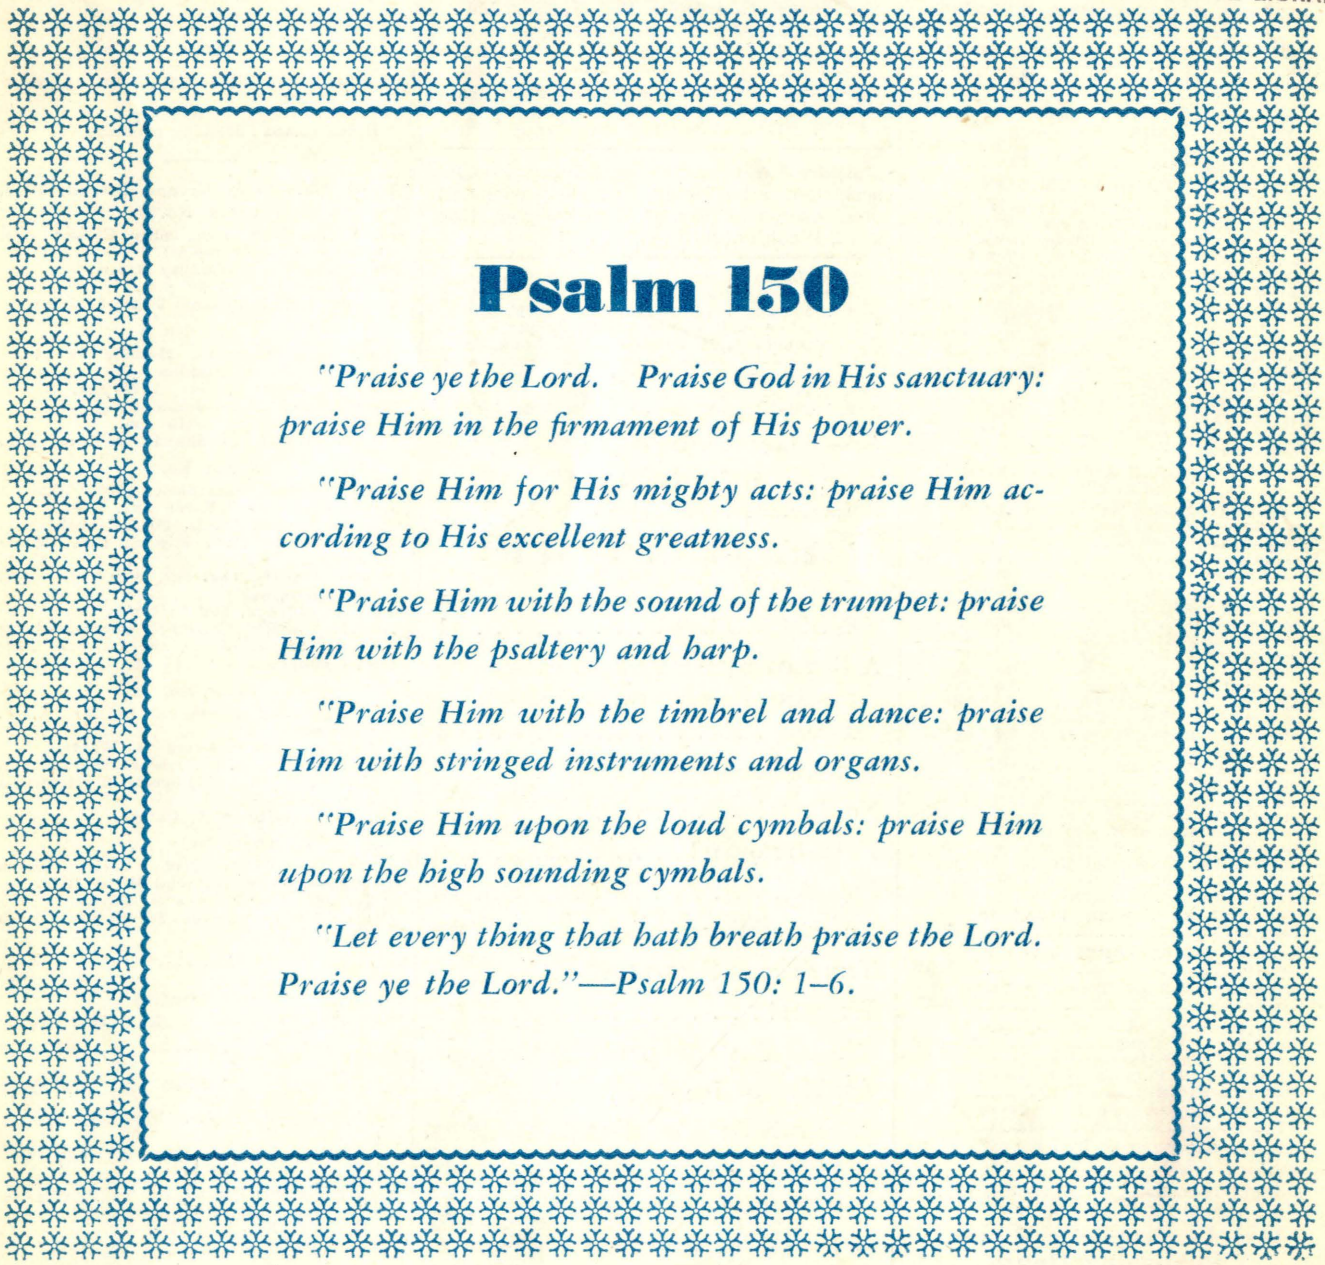 Psalm 150
"Praise ye the Lord. Praise God in His sanctuary:
praise Him in the firmament of His power.
"Praise Him for His mighty acts: praise Him ac-
cording to His excellent greatness.
"Praise Him with the sound of the trumpet: praise
Him with the psaltery and harp.
"Praise Him with the timbrel and dance: praise
Him with stringed instruments and organs.
"Praise Him upon the loud cymbals: praise Him
upon the high sounding cymbals.
"Let every thing that hath breath praise the Lord.
Praise ye the Lord."—Psalm 150: 1–6.